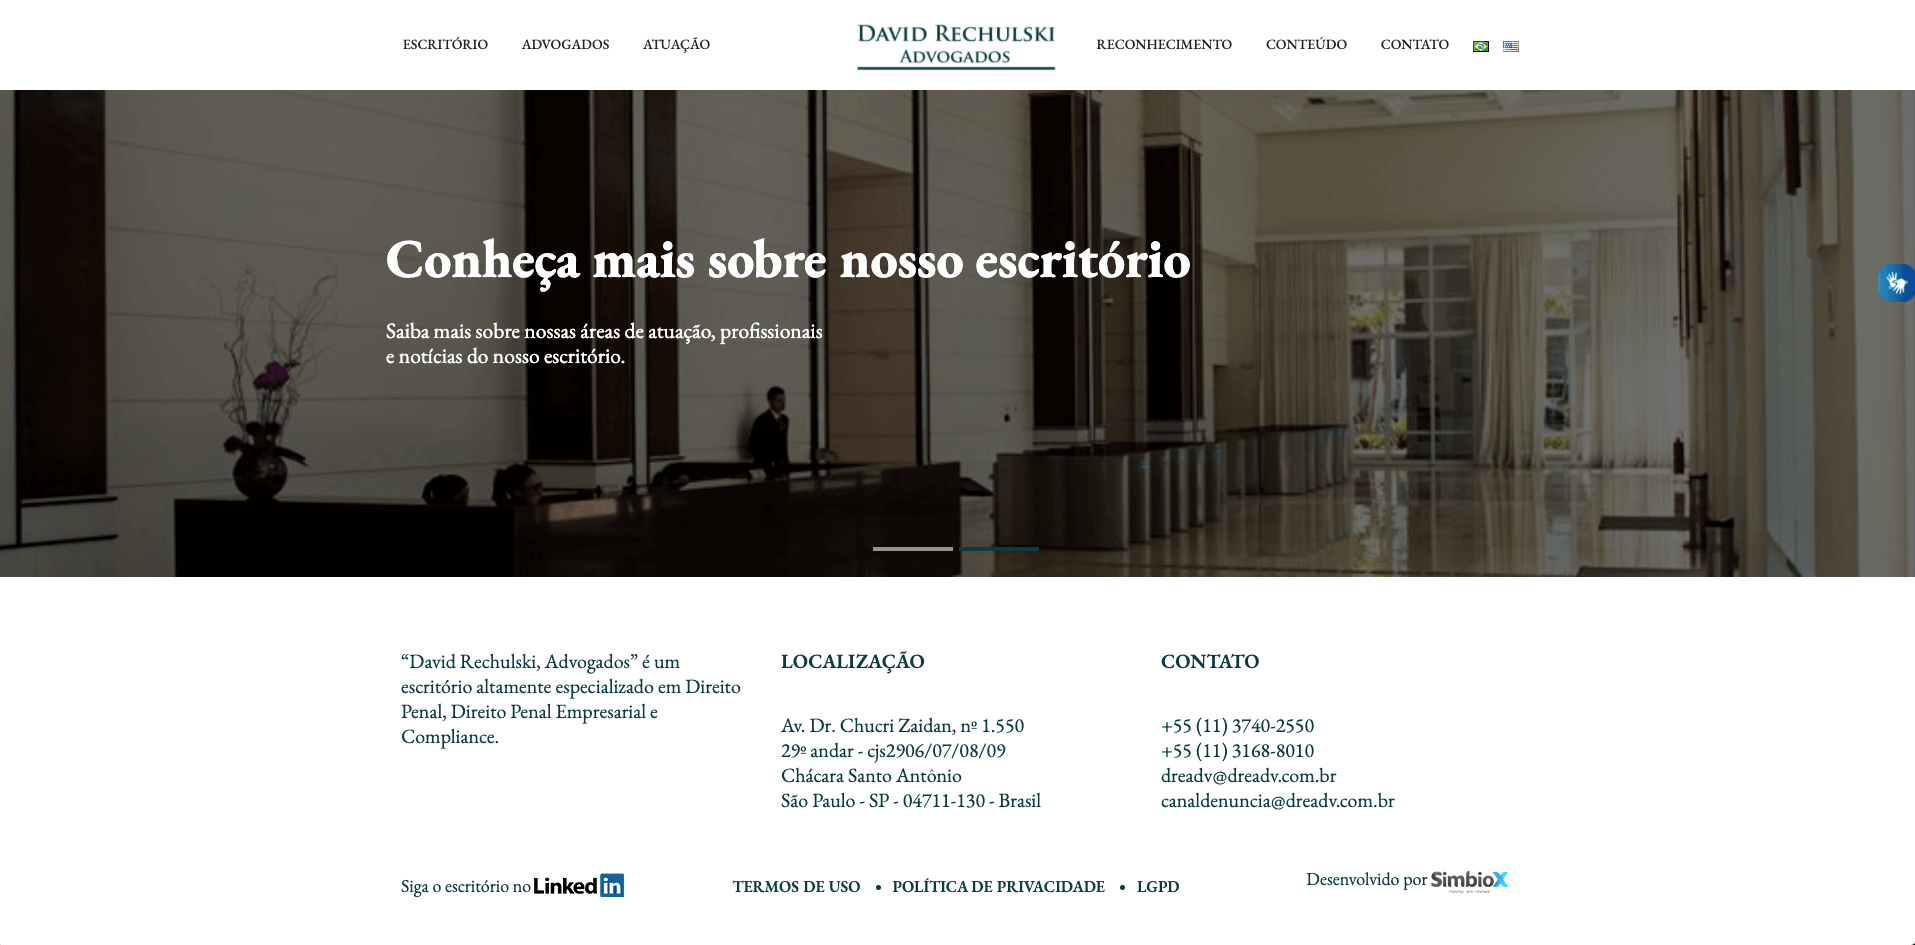 ESCRITÓRIO ADVOGADOS ATUAÇÃO
DAVID RECHULSKI
ADVOGADOS
RECONHECIMENTO CONTEÚDO CONTATO
Conheça mais sobre nosso escritório
Saiba mais sobre nossas áreas de atuação, profissionais
e notícias do nosso escritório.
“David Rechulski, Advogados” é um
escritório altamente especializado em Direito
Penal, Direito Penal Empresarial e
Compliance.
LOCALIZAÇÃO
Av. Dr. Chucri Zaidan, nº 1.550
29º andar - cjs2906/07/08/09
Chácara Santo Antônio
São Paulo - SP - 04711-130 - Brasil
CONTATO
+55 (11) 3740-2550
+55 (11) 3168-8010
dreadv@dreadv.com.br
canaldenuncia@dreadv.com.br
Siga o escritório no Linked in
TERMOS DE USO • POLÍTICA DE PRIVACIDADE • LGPD
Desenvolvido por SimbioX